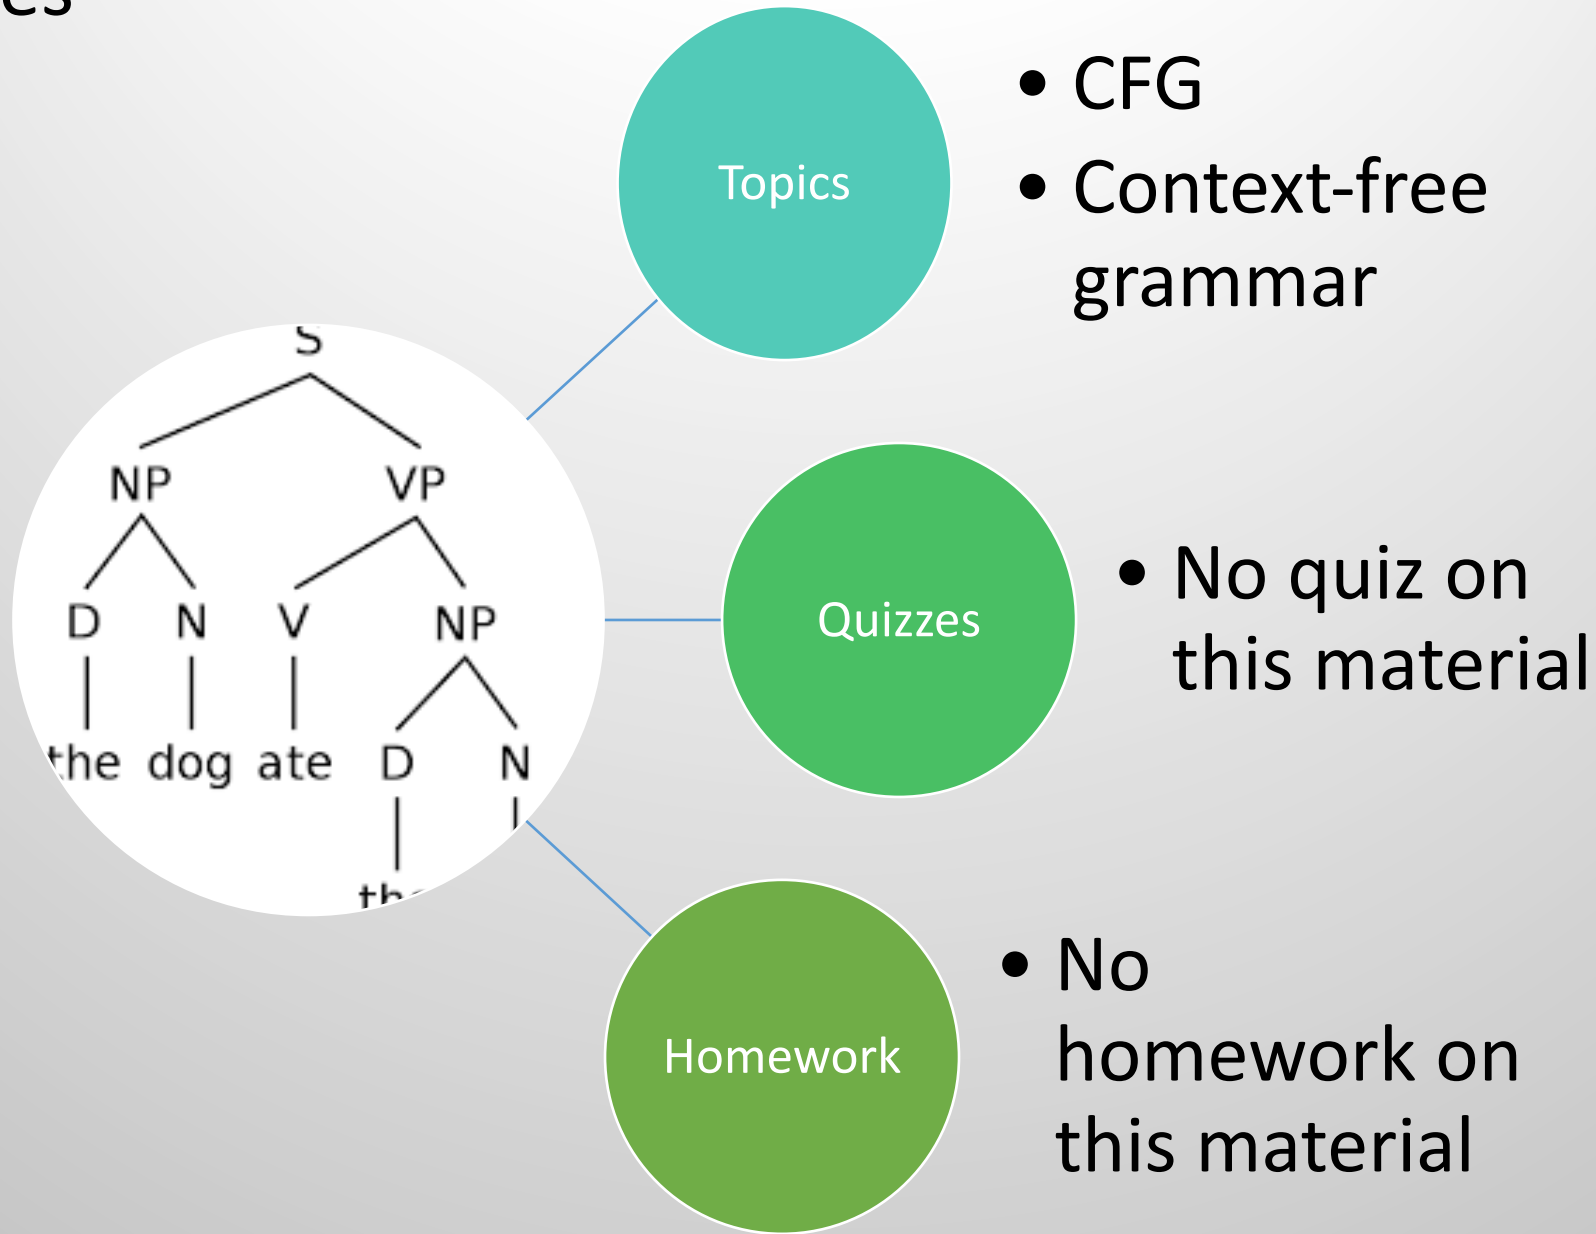 Topics
• CFG
• Context-free
grammar
S
NP VP
D N V NP
the dog ate D N
Quizzes
• No quiz on
this material
Homework
• No
homework on
this material